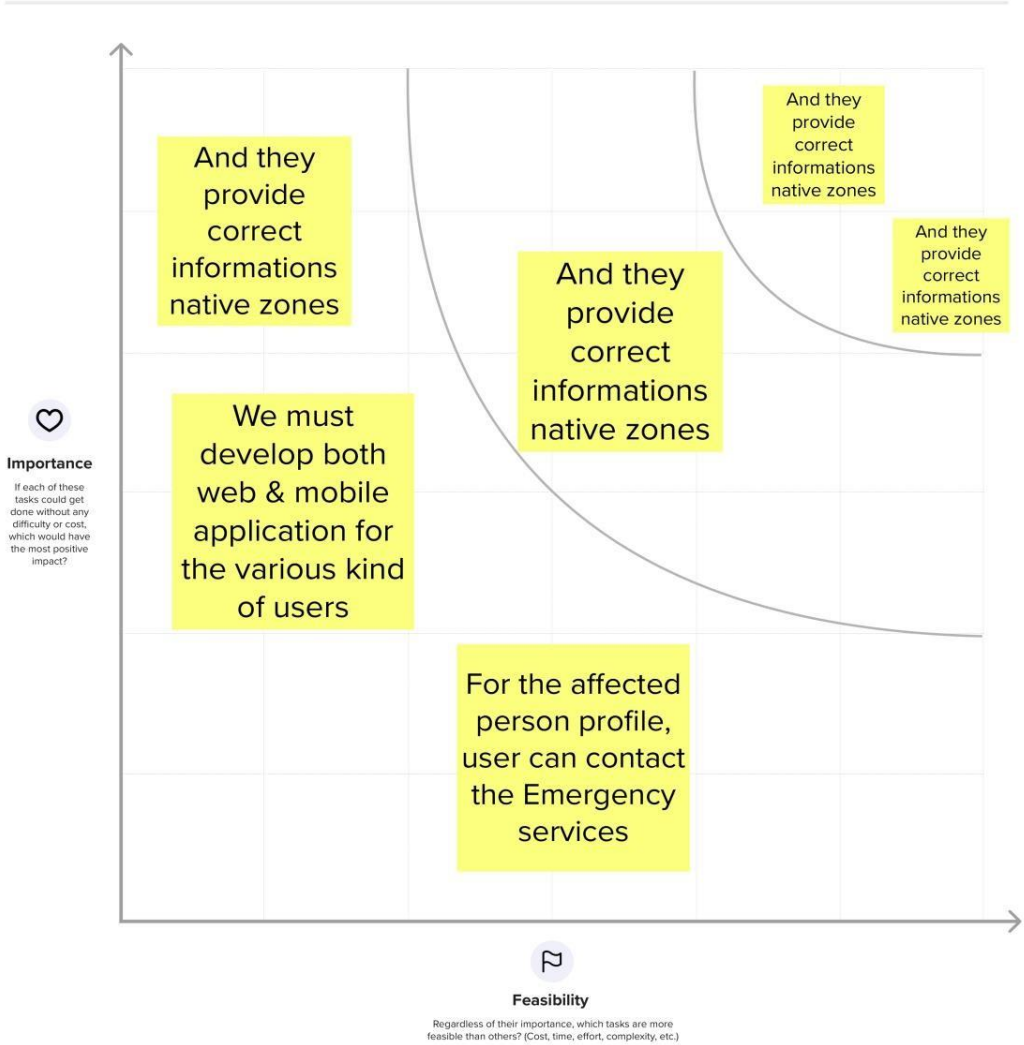 And they
provide
correct
informations
native zones
And they
provide
correct
informations
native zones
And they
provide
correct
informations
native zones
And they
provide
correct
informations
native zones
We must
develop both
web & mobile
application for
the various kind
of users
Importance
If each of these
tasks could get
done without any
difficulty or cost,
which would have
the most positive
impact?
For the affected
person profile,
user can contact
the Emergency
services
Feasibility
Regardless of their importance, which tasks are more
feasible than others? (Cost, time, effort, complexity, etc.)